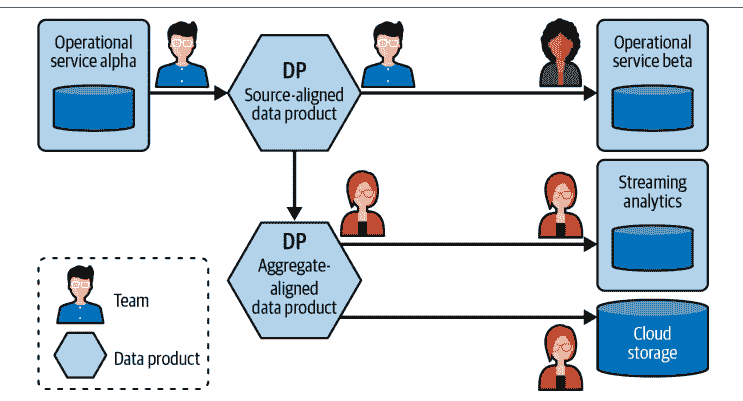 Operational
service alpha
DP
Source-aligned
data product
Operational
service beta
Streaming
analytics
DP
Aggregate-
aligned
data product
Cloud
storage
Team
Data product